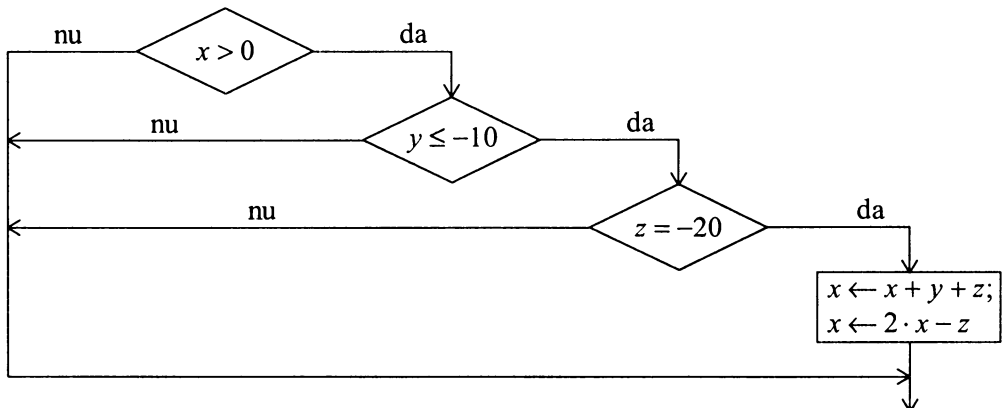 nu
x > 0
da
nu
y ≤ −10
da
nu
z = −20
da
x ← x + y + z;
x ← 2 · x − z